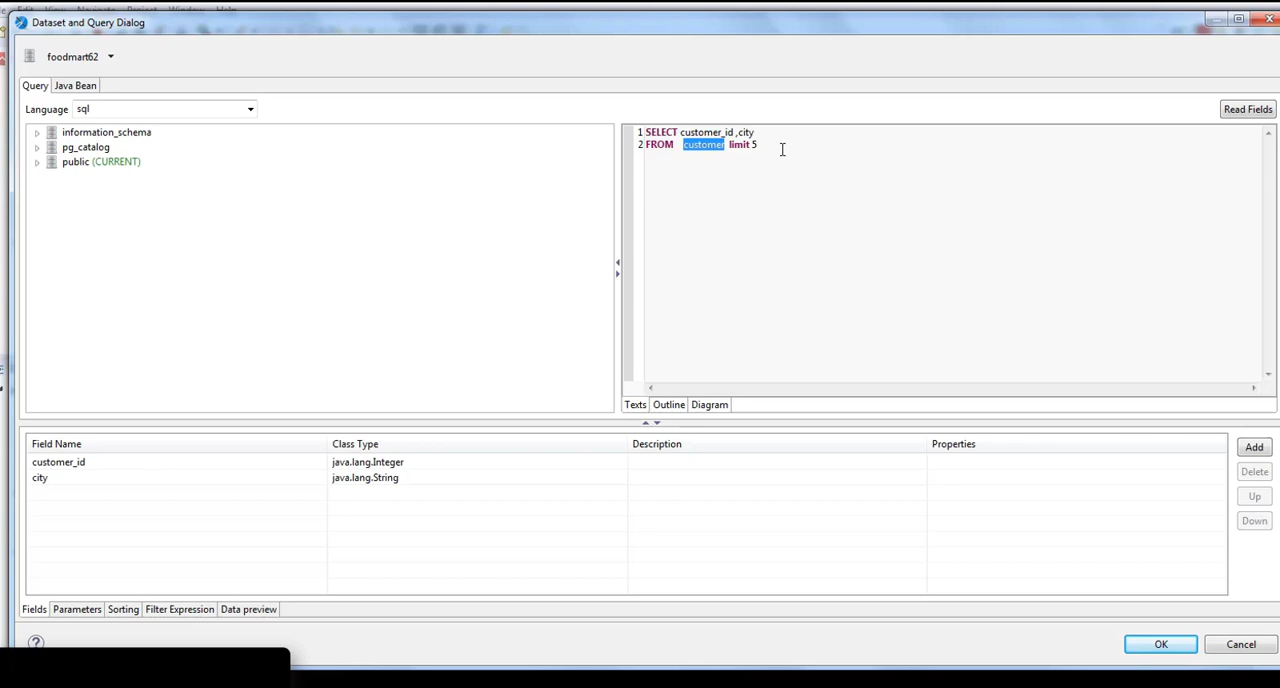 Dataset and Query Dialog
foodmart62
Query Java Bean
Language sql
Read Fields
information_schema
pg_catalog
public (CURRENT)
1 SELECT customer_id ,city
2 FROM customer limit 5
Texts Outline Diagram
Field Name Class Type Description Properties
customer_id java.lang.Integer
city java.lang.String
Add
Delete
Up
Down
Fields Parameters Sorting Filter Expression Data preview
OK Cancel